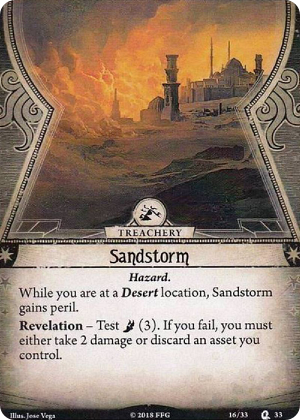 TREACHERY
Sandstorm
Hazard.
While you are at a Desert location, Sandstorm
gains peril.
Revelation – Test (3). If you fail, you must
either take 2 damage or discard an asset you
control.
Illus. Jose Vega
© 2018 FFG
16/33
33